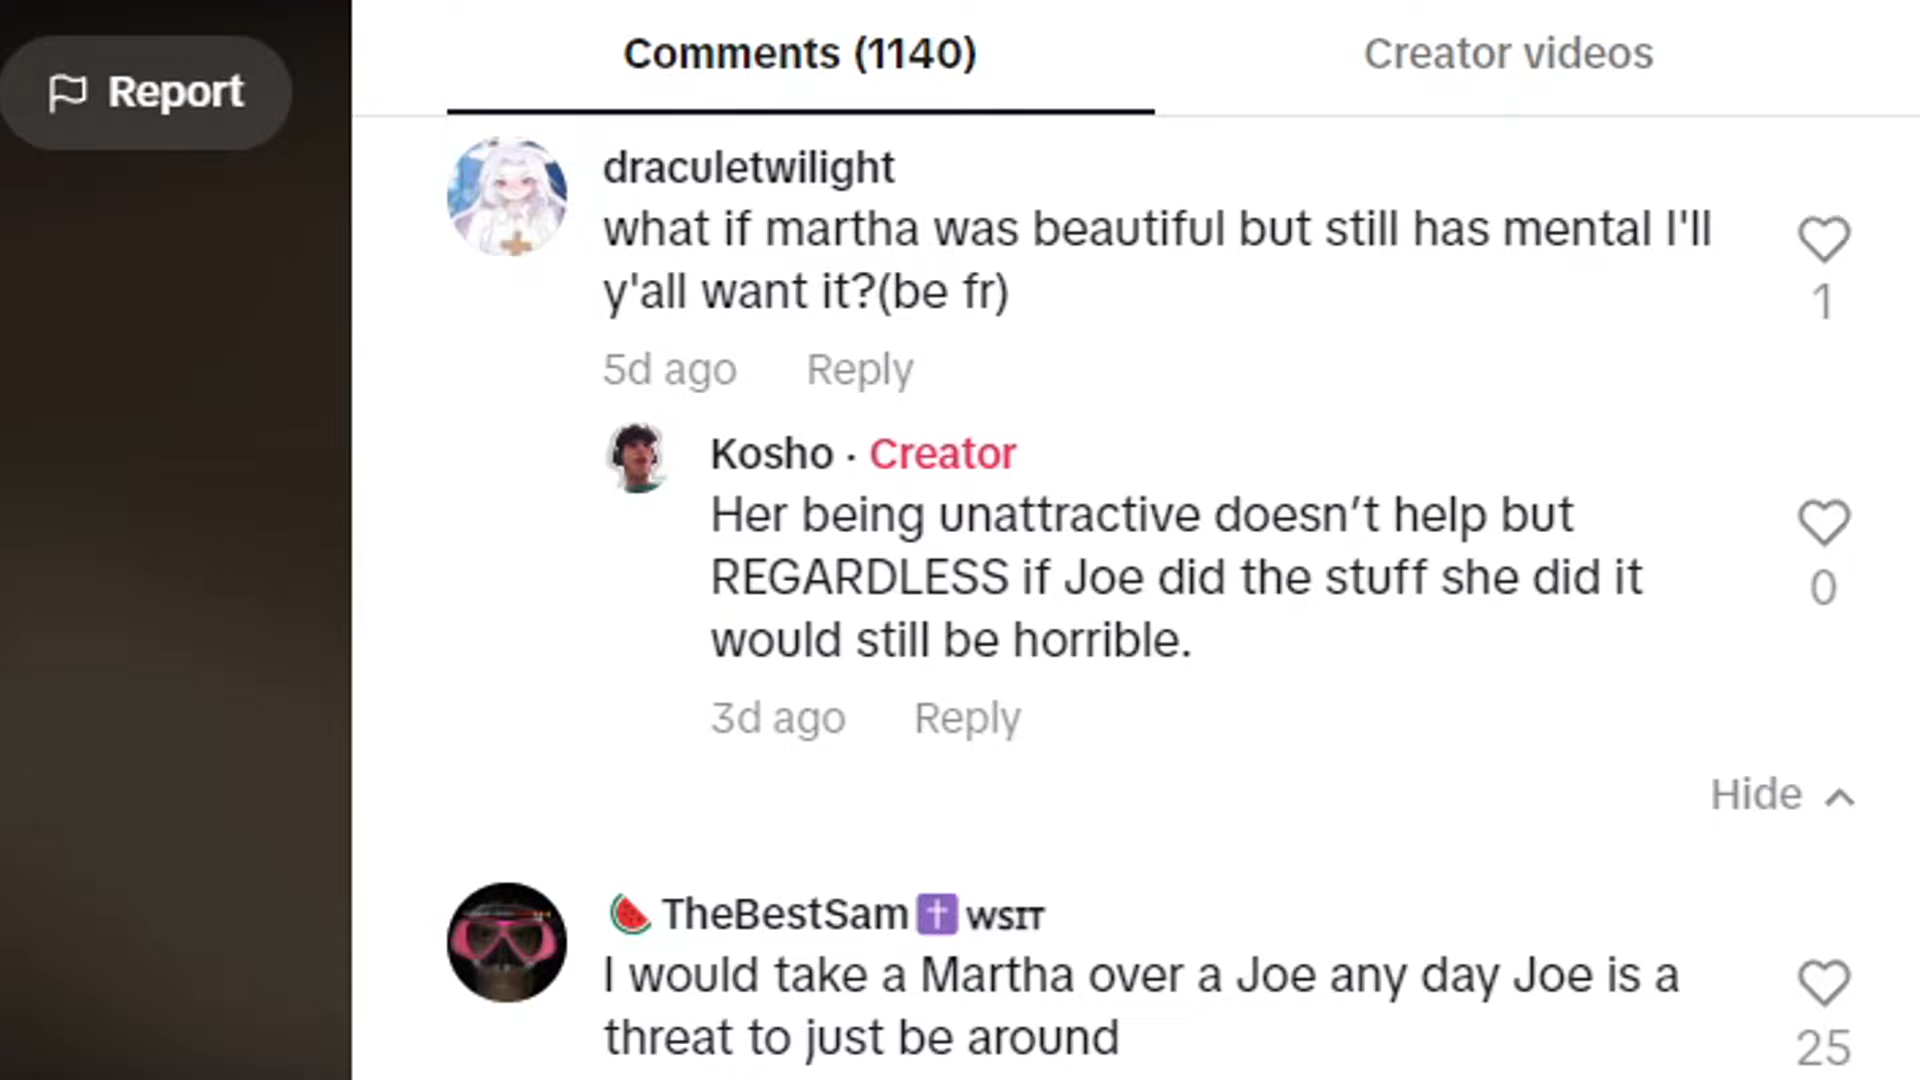 Report
Comments (1140)
Creator videos
draculetwilight
what if martha was beautiful but still has mental I'll
y'all want it?(be fr)
1
5d ago Reply
Kosho · Creator
Her being unattractive doesn’t help but
REGARDLESS if Joe did the stuff she did it
would still be horrible.
0
3d ago Reply
Hide
🍉 TheBestSam✝️ᴡsɪᴛ
I would take a Martha over a Joe any day Joe is a
threat to just be around
25